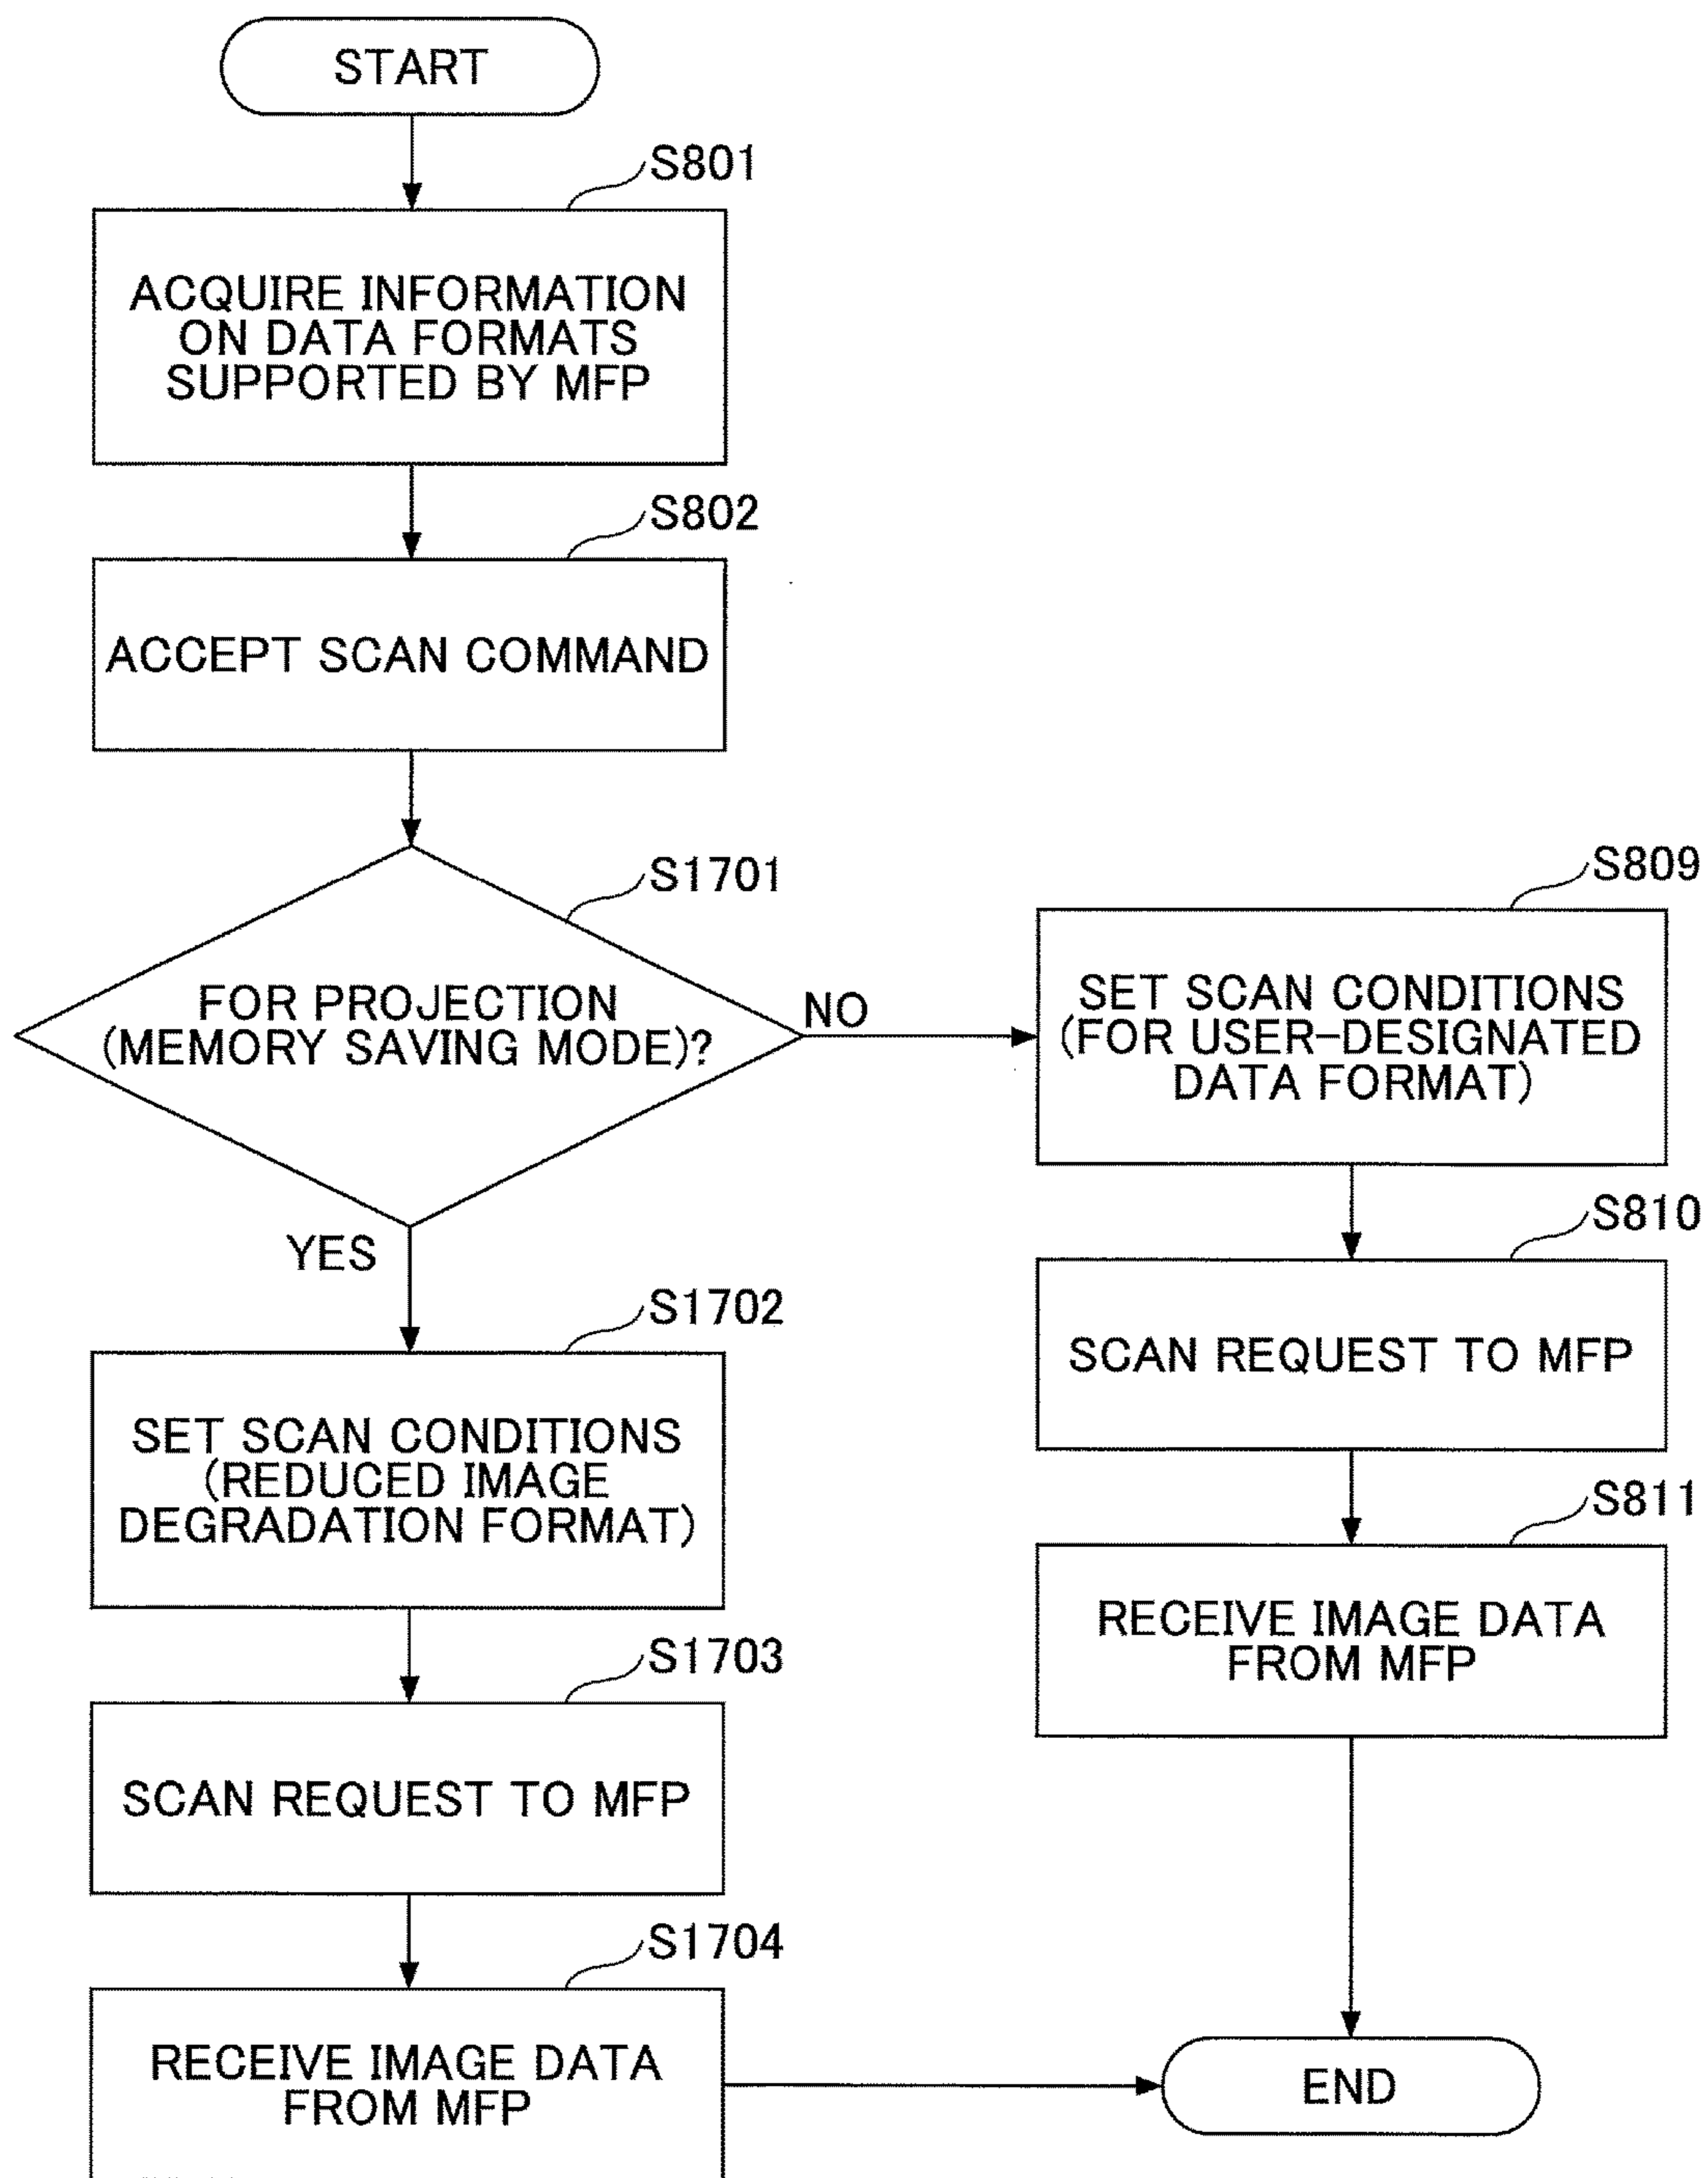 START
S801
ACQUIRE INFORMATION
ON DATA FORMATS
SUPPORTED BY MFP
S802
ACCEPT SCAN COMMAND
S1701
FOR PROJECTION
(MEMORY SAVING MODE)?
NO
YES
S809
SET SCAN CONDITIONS
(FOR USER-DESIGNATED
DATA FORMAT)
S810
SCAN REQUEST TO MFP
S811
RECEIVE IMAGE DATA
FROM MFP
S1702
SET SCAN CONDITIONS
(REDUCED IMAGE
DEGRADATION FORMAT)
S1703
SCAN REQUEST TO MFP
S1704
RECEIVE IMAGE DATA
FROM MFP
END